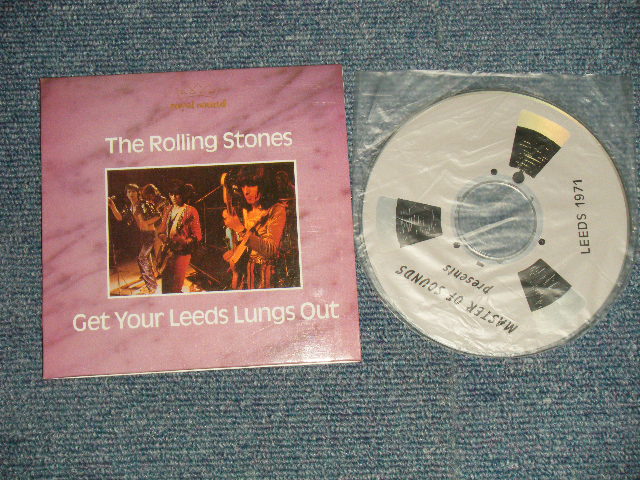 The Rolling Stones
Get Your Leeds Lungs Out
LEEDS 1971
MASTER OF SOUNDS
presents